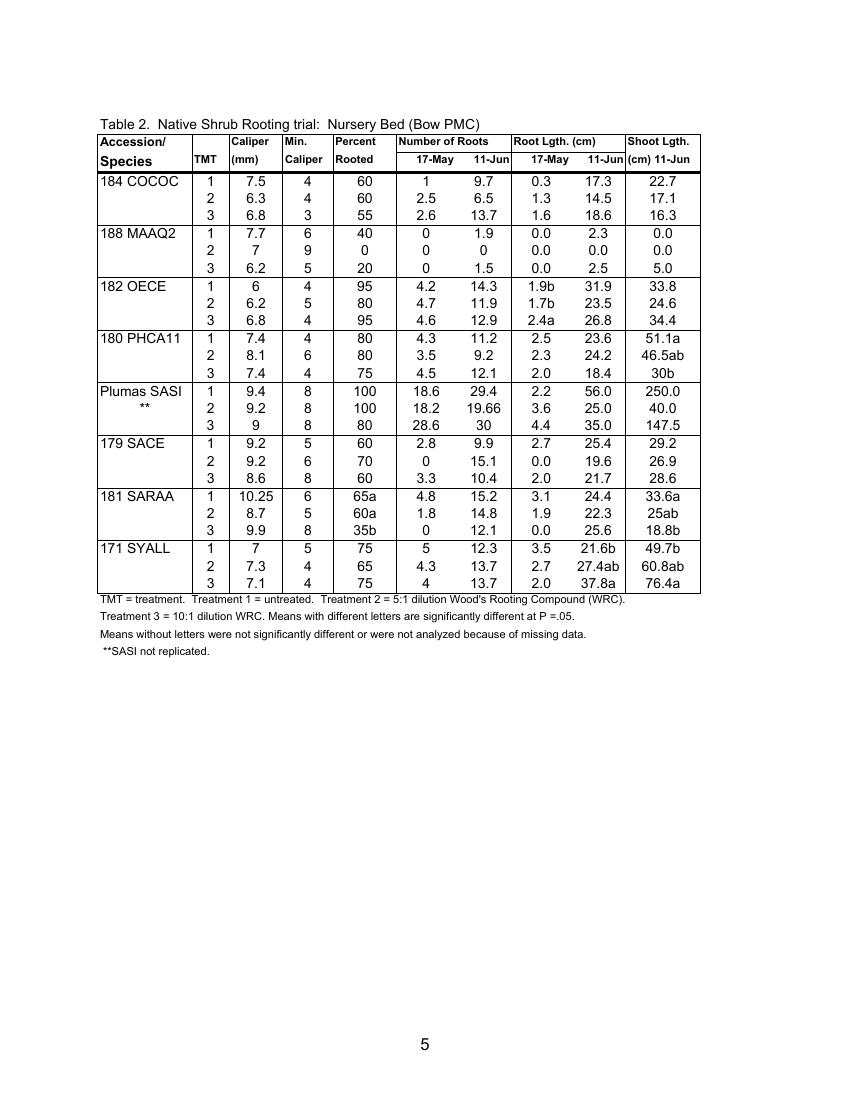 Table 2.  Native Shrub Rooting trial:  Nursery Bed (Bow PMC)
Accession/ Caliper Min. Percent Number of Roots Root Lgth. (cm) Shoot Lgth.
Species TMT (mm) Caliper Rooted 17-May 11-Jun 17-May 11-Jun (cm) 11-Jun
184 COCOC 1 7.5 4 60 1 9.7 0.3 17.3 22.7
2 6.3 4 60 2.5 6.5 1.3 14.5 17.1
3 6.8 3 55 2.6 13.7 1.6 18.6 16.3
188 MAAQ2 1 7.7 6 40 0 1.9 0.0 2.3 0.0
2 7 9 0 0 0 0.0 0.0 0.0
3 6.2 5 20 0 1.5 0.0 2.5 5.0
182 OECE 1 6 4 95 4.2 14.3 1.9b 31.9 33.8
2 6.2 5 80 4.7 11.9 1.7b 23.5 24.6
3 6.8 4 95 4.6 12.9 2.4a 26.8 34.4
180 PHCA11 1 7.4 4 80 4.3 11.2 2.5 23.6 51.1a
2 8.1 6 80 3.5 9.2 2.3 24.2 46.5ab
3 7.4 4 75 4.5 12.1 2.0 18.4 30b
Plumas SASI 1 9.4 8 100 18.6 29.4 2.2 56.0 250.0
** 2 9.2 8 100 18.2 19.66 3.6 25.0 40.0
3 9 8 80 28.6 30 4.4 35.0 147.5
179 SACE 1 9.2 5 60 2.8 9.9 2.7 25.4 29.2
2 9.2 6 70 0 15.1 0.0 19.6 26.9
3 8.6 8 60 3.3 10.4 2.0 21.7 28.6
181 SARAA 1 10.25 6 65a 4.8 15.2 3.1 24.4 33.6a
2 8.7 5 60a 1.8 14.8 1.9 22.3 25ab
3 9.9 8 35b 0 12.1 0.0 25.6 18.8b
171 SYALL 1 7 5 75 5 12.3 3.5 21.6b 49.7b
2 7.3 4 65 4.3 13.7 2.7 27.4ab 60.8ab
3 7.1 4 75 4 13.7 2.0 37.8a 76.4a
TMT = treatment.  Treatment 1 = untreated.  Treatment 2 = 5:1 dilution Wood's Rooting Compound (WRC).
Treatment 3 = 10:1 dilution WRC. Means with different letters are significantly different at P =.05.
Means without letters were not significantly different or were not analyzed because of missing data.
**SASI not replicated.
5